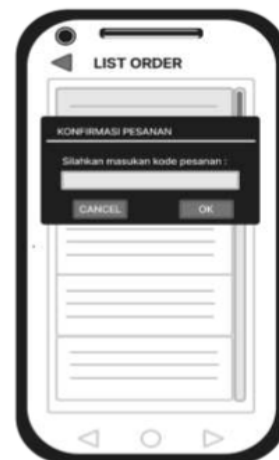 LIST ORDER
KONFIRMASI PESANAN
Silahkan masukan kode pesanan :
CANCEL OK